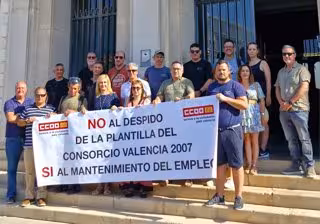 CCOO
CCOO
NO AL DESPIDO
DE LA PLANTILLA DEL
CONSORCIO VALENCIA 2007
SI AL MANTENIMIENTO DEL EMPLEO